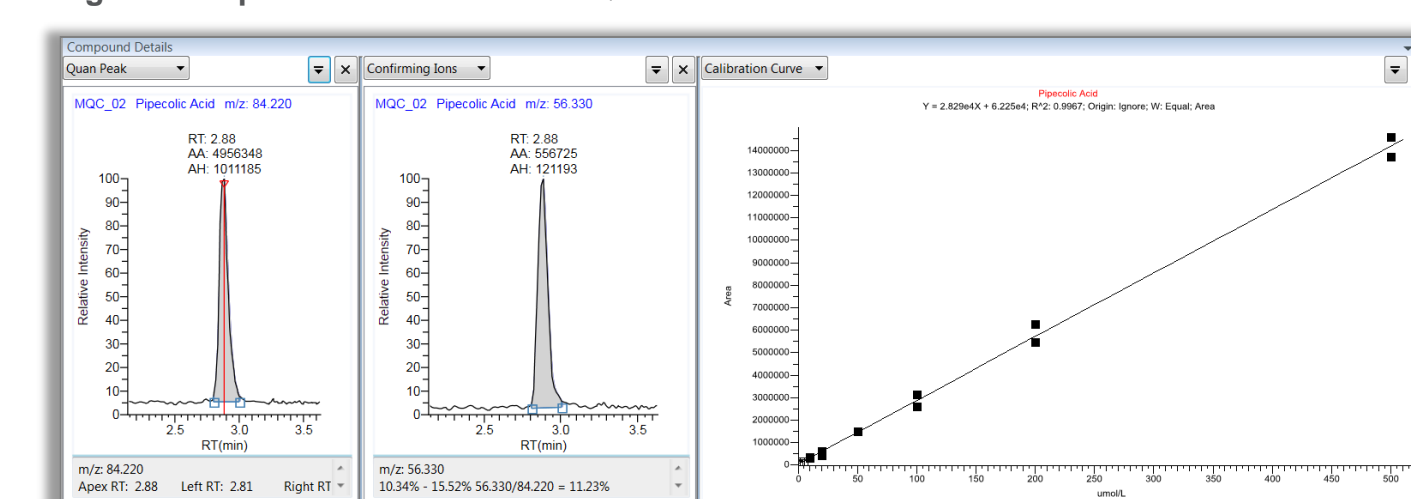 Compound Details
Quan Peak
MQC_02 Pipecolic Acid m/z: 84.220
RT: 2.88
AA: 4956348
AH: 1011185
100
90
80
70
60
50
40
30
20
10
0
Relative Intensity
2.5 3.0 3.5
RT(min)
m/z: 84.220
Apex RT: 2.88 Left RT: 2.81 Right RT
Confirming Ions
MQC_02 Pipecolic Acid m/z: 56.330
RT: 2.88
AA: 556725
AH: 121193
100
90
80
70
60
50
40
30
20
10
0
Relative Intensity
2.5 3.0 3.5
RT(min)
m/z: 56.330
10.34% - 15.52% 56.330/84.220 = 11.23%
Calibration Curve
Pipecolic Acid
Y = 2.829e4X + 6.225e4; R^2: 0.9967; Origin: Ignore; W: Equal; Area
14000000
13000000
12000000
11000000
10000000
9000000
8000000
7000000
6000000
5000000
4000000
3000000
2000000
1000000
0
Area
0 50 100 150 200 250 300 350 400 450 500
umol/L